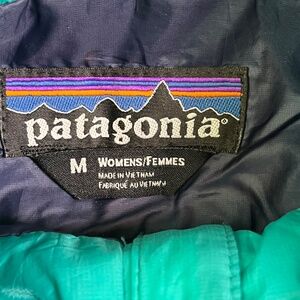 patagonia®
M WOMENS/FEMMES
MADE IN VIETNAM
FABRIQUÉ AU VIETNAM